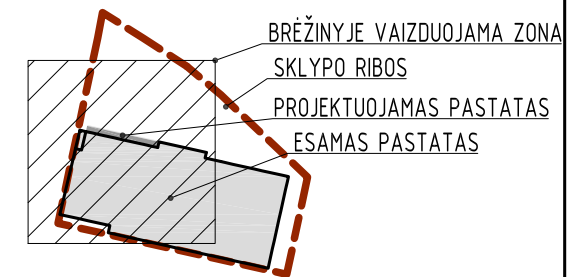 BRĖŽINYJE VAIZDUOJAMA ZONA
SKLYPO RIBOS
PROJEKTUOJAMAS PASTATAS
ESAMAS PASTATAS